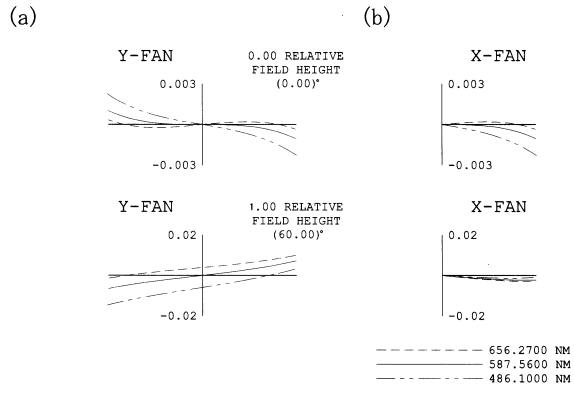 (a)
(b)
Y-FAN
0.00 RELATIVE
FIELD HEIGHT
(0.00)°
X-FAN
0.003
0.003
-0.003
-0.003
Y-FAN
1.00 RELATIVE
FIELD HEIGHT
(60.00)°
X-FAN
0.02
0.02
-0.02
-0.02
656.2700 NM
587.5600 NM
486.1000 NM